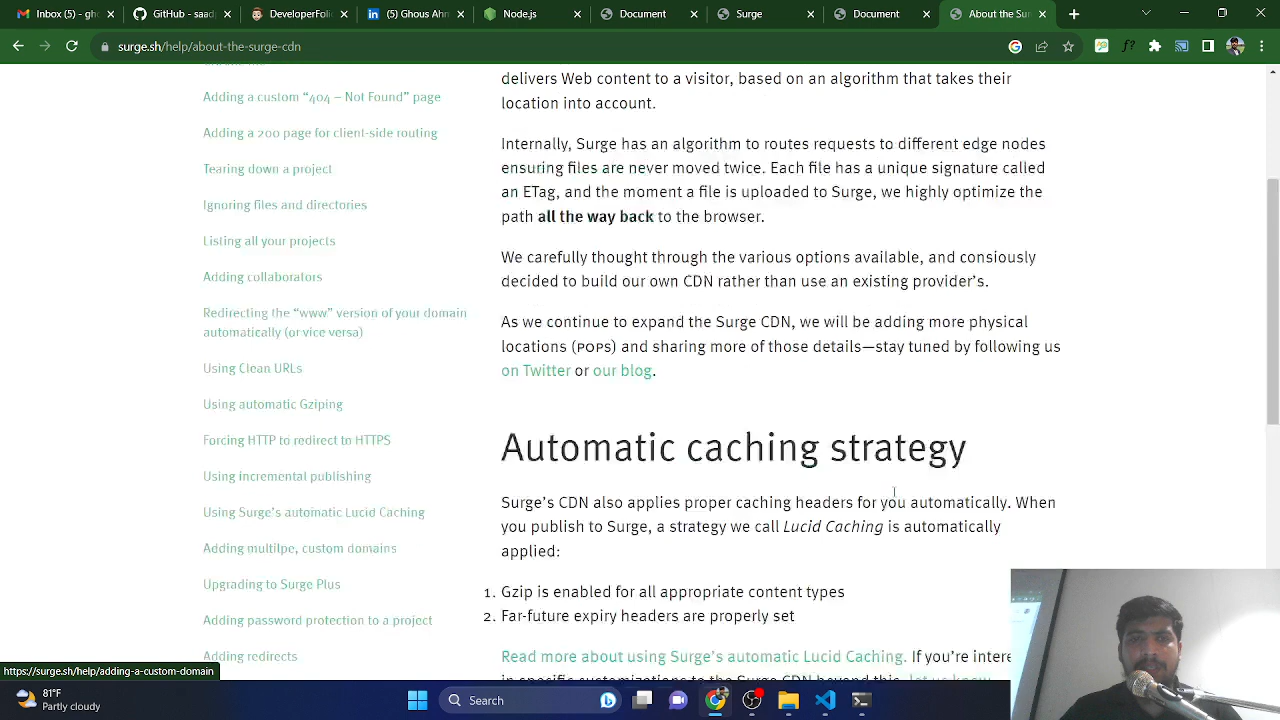 Inbox (5) - gh
GitHub - saad
DeveloperFolio
(5) Ghous Ahm
Node.js
Document
Surge
Document
About the Su
surge.sh/help/about-the-surge-cdn
Adding a custom “404 – Not Found” page
Adding a 200 page for client-side routing
Tearing down a project
Ignoring files and directories
Listing all your projects
Adding collaborators
Redirecting the “www” version of your domain
automatically (or vice versa)
Using Clean URLs
Using automatic Gziping
Forcing HTTP to redirect to HTTPS
Using incremental publishing
Using Surge’s automatic Lucid Caching
Adding multilpe, custom domains
Upgrading to Surge Plus
Adding password protection to a project
Adding redirects
delivers Web content to a visitor, based on an algorithm that takes their
location into account.
Internally, Surge has an algorithm to routes requests to different edge nodes
ensuring files are never moved twice. Each file has a unique signature called
an ETag, and the moment a file is uploaded to Surge, we highly optimize the
path all the way back to the browser.
We carefully thought through the various options available, and consiously
decided to build our own CDN rather than use an existing provider’s.
As we continue to expand the Surge CDN, we will be adding more physical
locations (POPS) and sharing more of those details—stay tuned by following us
on Twitter or our blog.
Automatic caching strategy
Surge’s CDN also applies proper caching headers for you automatically. When
you publish to Surge, a strategy we call Lucid Caching is automatically
applied:
1. Gzip is enabled for all appropriate content types
2. Far-future expiry headers are properly set
Read more about using Surge’s automatic Lucid Caching. If you’re intere
in specific customizations to the Surge CDN beyond this, let us know
https://surge.sh/help/adding-a-custom-domain
81°F
Partly cloudy
Search